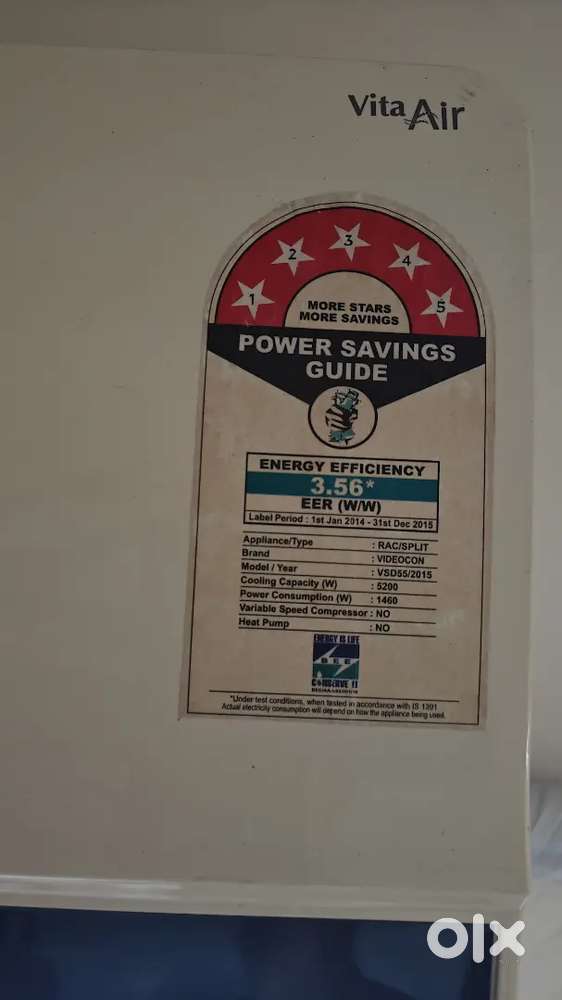 Vita Air
1 2 3 4 5
MORE STARS
MORE SAVINGS
POWER SAVINGS
GUIDE
ENERGY EFFICIENCY
3.56*
EER (W/W)
Label Period : 1st Jan 2014 - 31st Dec 2015
Appliance/Type : RAC/SPLIT
Brand : VIDEOCON
Model / Year : VSD55/2015
Cooling Capacity (W) : 5200
Power Consumption (W) : 1460
Variable Speed Compressor : NO
Heat Pump : NO
ENERGY IS LIFE
BEE
CONSERVE IT
*Under test conditions, when tested in accordance with IS 1391
Actual electricity consumption will depend on how the appliance being used.
olx